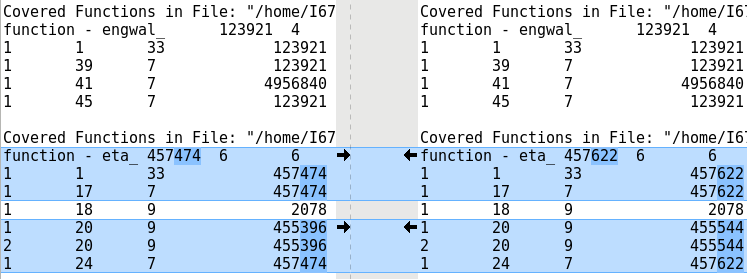 Covered Functions in File: "/home/I67
function - engwal_ 123921 4
1 1 33 123921
1 39 7 123921
1 41 7 4956840
1 45 7 123921
Covered Functions in File: "/home/I67
function - eta_ 457474 6 6
1 1 33 457474
1 17 7 457474
1 18 9 2078
1 20 9 455396
2 20 9 455396
1 24 7 457474
Covered Functions in File: "/home/I67
function - engwal_ 123921 4
1 1 33 123921
1 39 7 123921
1 41 7 4956840
1 45 7 123921
Covered Functions in File: "/home/I67
function - eta_ 457622 6 6
1 1 33 457622
1 17 7 457622
1 18 9 2078
1 20 9 455544
2 20 9 455544
1 24 7 457622